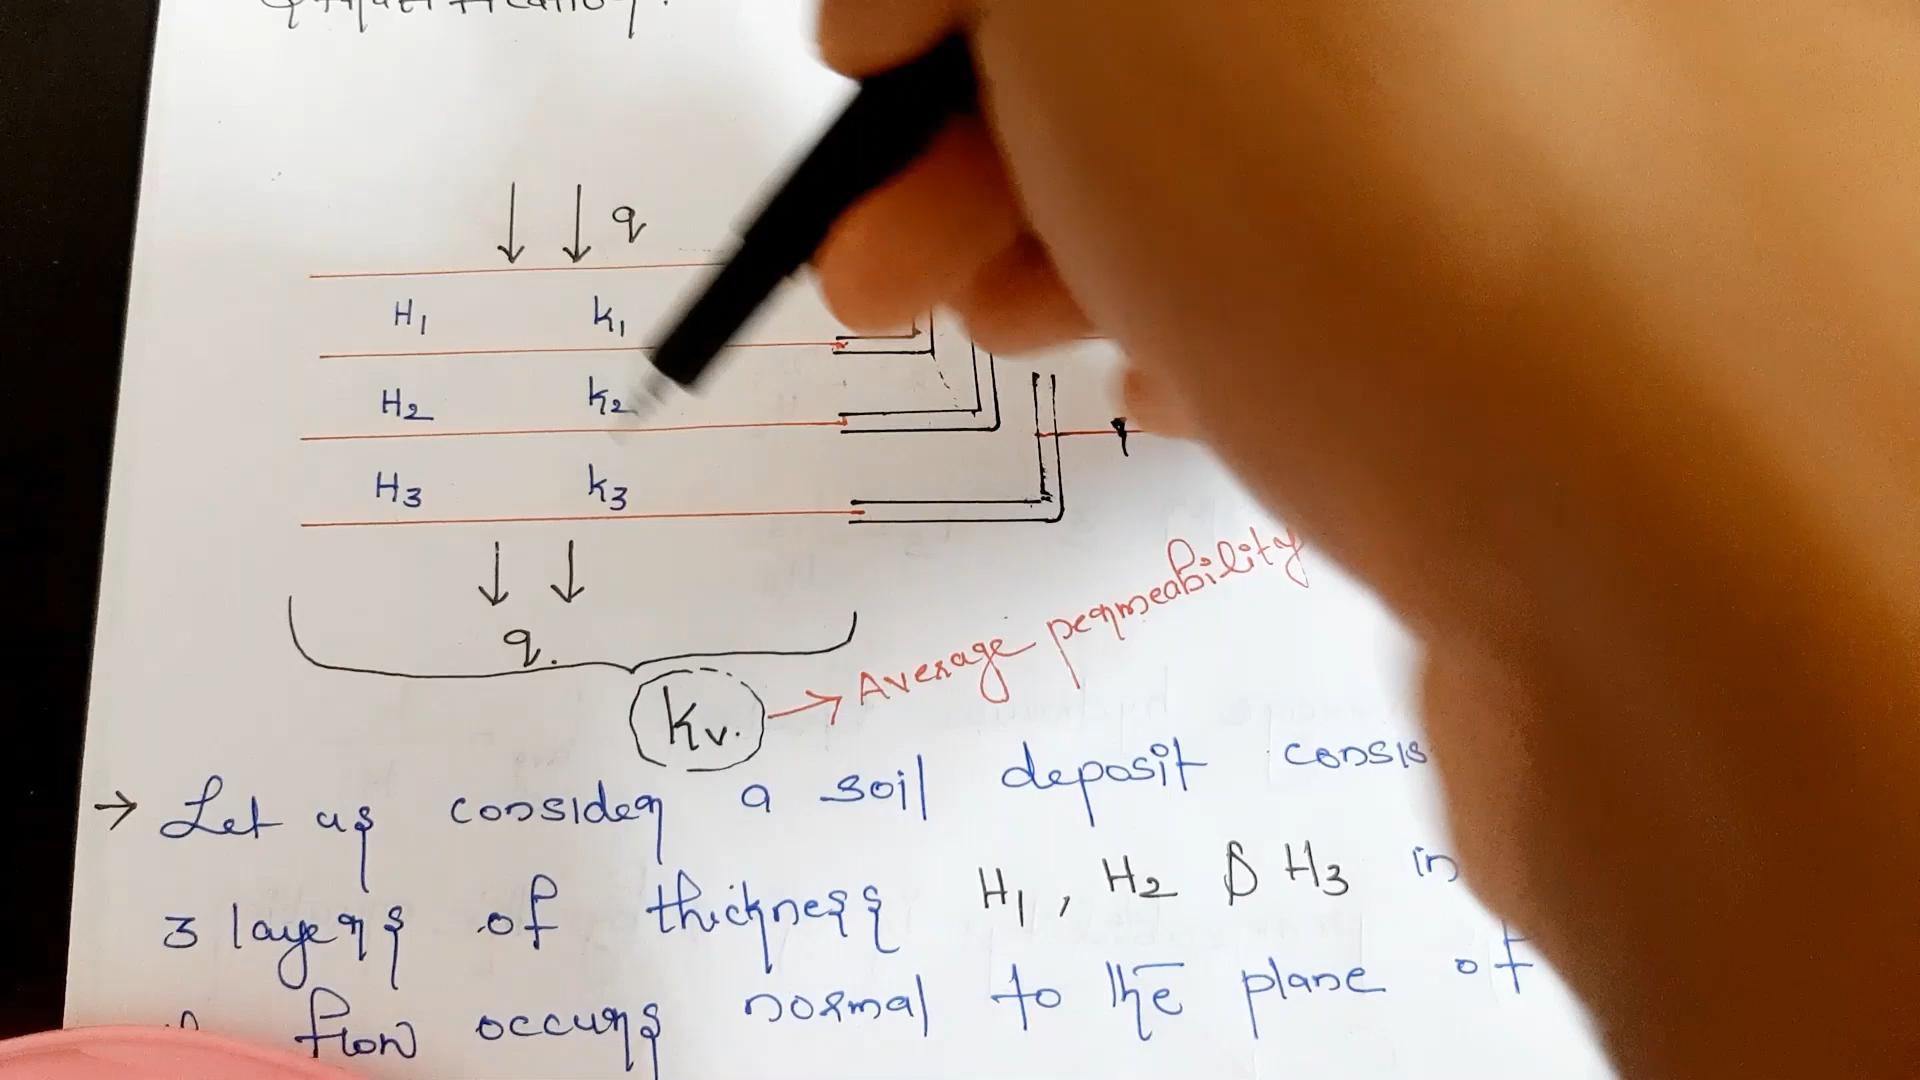 q
H1 k1
H2 k2
H3 k3
q.
kv. → Average permeability
→ Let us consider a soil deposit consis
3 layers of thickness H1, H2 & H3 in
flow occurs normal to the plane of